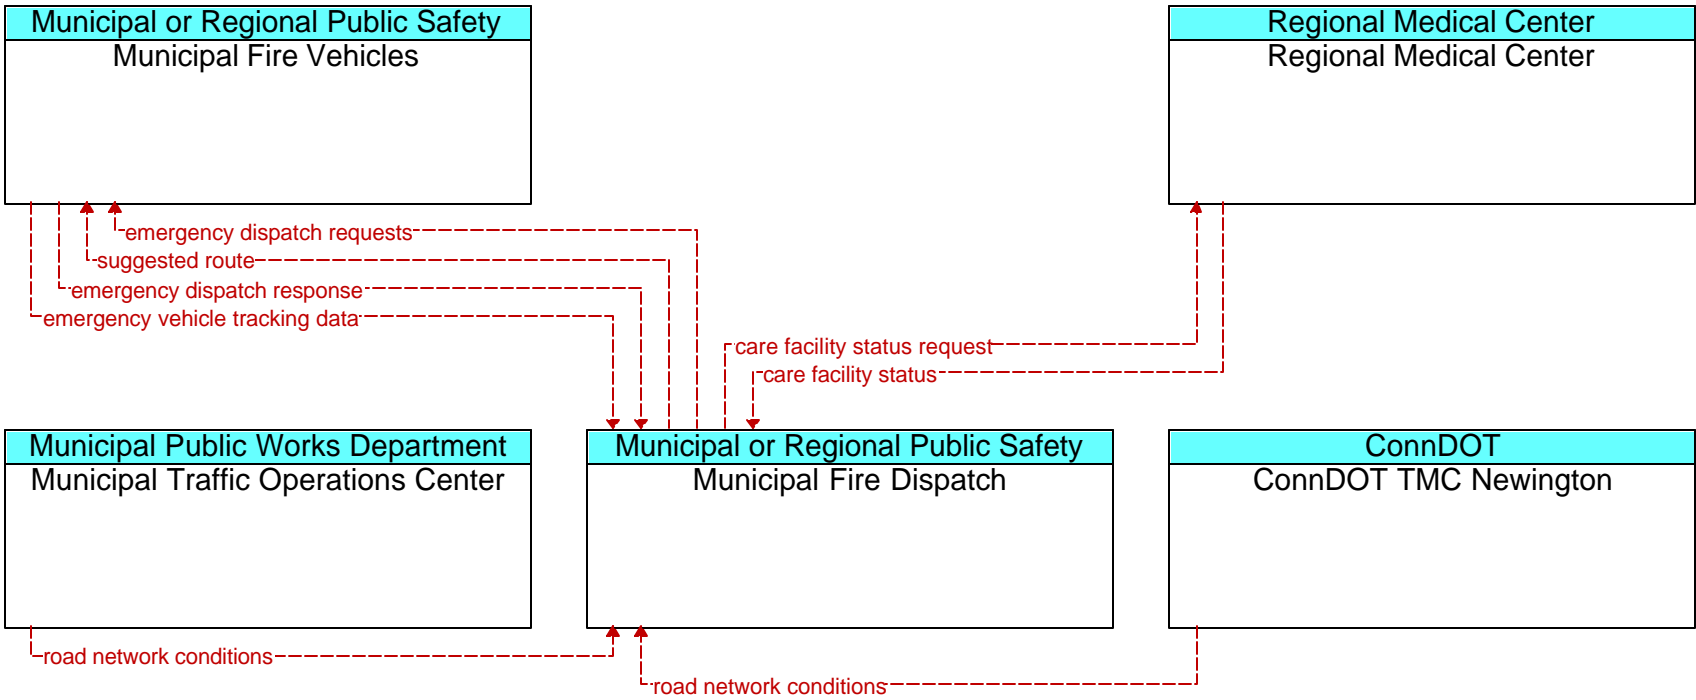 Municipal or Regional Public Safety
Municipal Fire Vehicles
Regional Medical Center
Regional Medical Center
emergency dispatch requests
suggested route
emergency dispatch response
emergency vehicle tracking data
care facility status request
care facility status
Municipal Public Works Department
Municipal Traffic Operations Center
Municipal or Regional Public Safety
Municipal Fire Dispatch
ConnDOT
ConnDOT TMC Newington
road network conditions
road network conditions